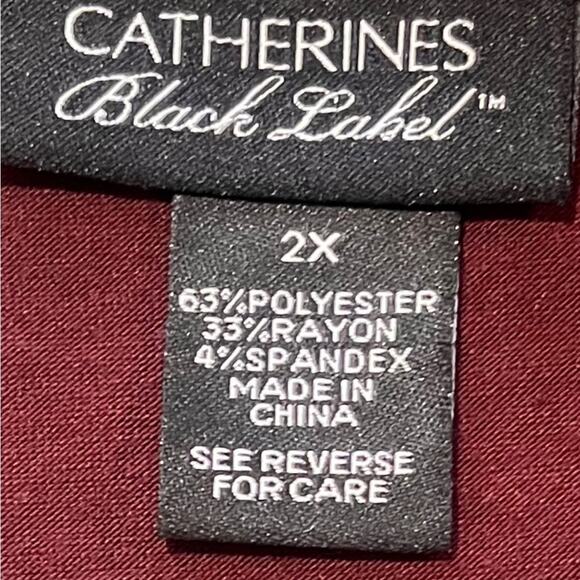 CATHERINES
Black Label™
2X
63%POLYESTER
33%RAYON
4%SPANDEX
MADE IN
CHINA
SEE REVERSE
FOR CARE